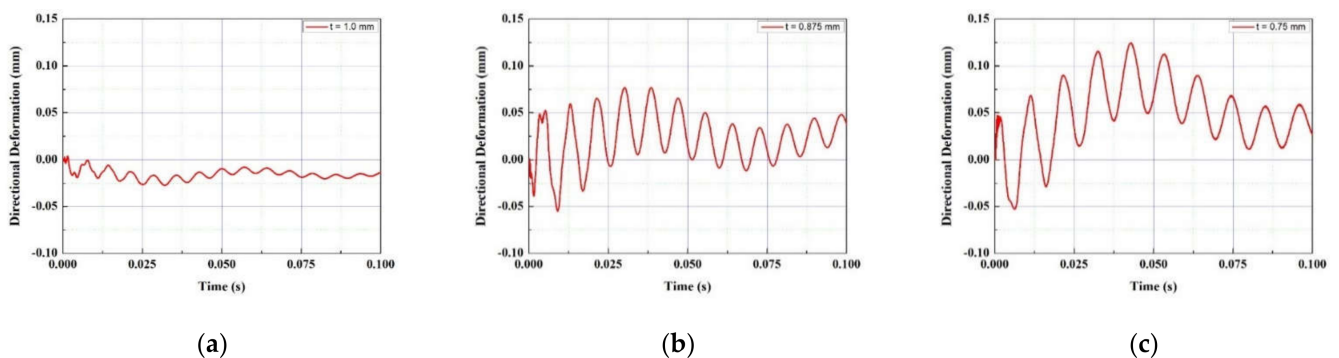 t = 1.0 mm
Directional Deformation (mm)
0.15
0.10
0.05
0.00
-0.05
-0.10
0.000 0.025 0.050 0.075 0.100
Time (s)
(a)
t = 0.875 mm
Directional Deformation (mm)
0.15
0.10
0.05
0.00
-0.05
-0.10
0.000 0.025 0.050 0.075 0.100
Time (s)
(b)
t = 0.75 mm
Directional Deformation (mm)
0.15
0.10
0.05
0.00
-0.05
-0.10
0.000 0.025 0.050 0.075 0.100
Time (s)
(c)